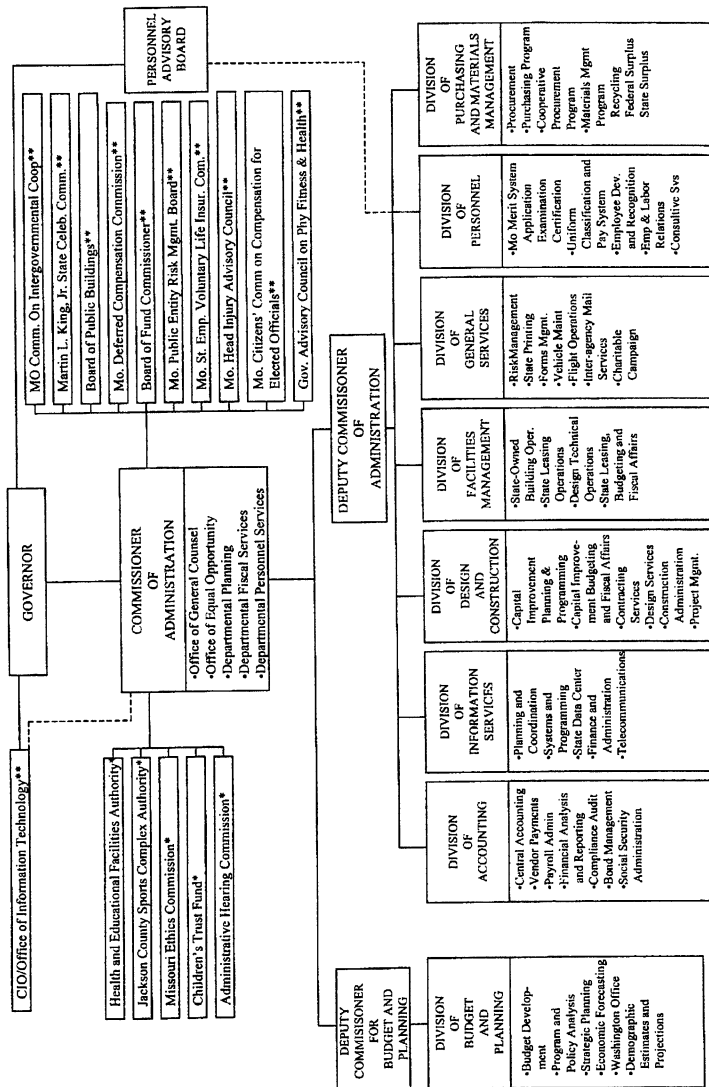 GOVERNOR
CIO/Office of Information Technology**
PERSONNEL
ADVISORY
BOARD
COMMISSIONER
OF
ADMINISTRATION
•Office of General Counsel
•Office of Equal Opportunity
•Departmental Planning
•Departmental Fiscal Services
•Departmental Personnel Services
Health and Educational Facilities Authority*
Jackson County Sports Complex Authority*
Missouri Ethics Commission*
Children's Trust Fund*
Administrative Hearing Commission*
MO Comm. On Intergovernmental Coop**
Martin L. King, Jr. State Celeb. Comm.**
Board of Public Buildings**
Mo. Deferred Compensation Commission**
Board of Fund Commissioner**
Mo. Public Entity Risk Mgmt. Board**
Mo. St. Emp. Voluntary Life Insur. Com.**
Mo. Head Injury Advisory Council**
Mo. Citizens' Comm on Compensation for
Elected Officials**
Gov. Advisory Council on Phy Fitness & Health**
DEPUTY
COMMISIONER
FOR
BUDGET AND
PLANNING
DIVISION
OF
BUDGET
AND
PLANNING
•Budget Develop-
ment
•Program and
Policy Analysis
•Strategic Planning
•Economic Forecasting
•Washington Office
•Demographic
Estimates and
Projections
DEPUTY COMMISIONER
OF
ADMINISTRATION
DIVISION
OF
ACCOUNTING
•Central Accounting
•Vendor Payments
•Payroll Admin
•Financial Analysis
and Reporting
•Compliance Audit
•Bond Management
•Social Security
Administration
DIVISION
OF
INFORMATION
SERVICES
•Planning and
Coordination
•Systems and
Programming
•State Data Center
•Finance and
Administration
•Telecommunications
DIVISION
OF
DESIGN
AND
CONSTRUCTION
•Capital
Improvement
Planning &
Programming
•Capital Improve-
ment Budgeting
and Fiscal Affairs
•Contracting
Services
•Design Services
•Construction
Administration
•Project Mgmt.
DIVISION
OF
FACILITIES
MANAGEMENT
•State-Owned
Building Oper.
•State Leasing
Operations
•Design Technical
Operations
•State Leasing,
Budgeting and
Fiscal Affairs
DIVISION
OF
GENERAL
SERVICES
•RiskManagement
•State Printing
•Forms Mgmt.
•Vehicle Maint
•Flight Operations
•Inter-agency Mail
Services
•Charitable
Campaign
DIVISION
OF
PERSONNEL
•Mo Merit System
Application
Examination
Certification
•Uniform
Classification and
Pay System
•Employee Dev.
and Recognition
•Emp & Labor
Relations
•Consultive Svs
DIVISION
OF
PURCHASING
AND MATERIALS
MANAGEMENT
•Procurement
•Purchasing Program
•Cooperative
Procurement
Program
•Materials Mgmt
Program
Recycling
Federal Surplus
State Surplus